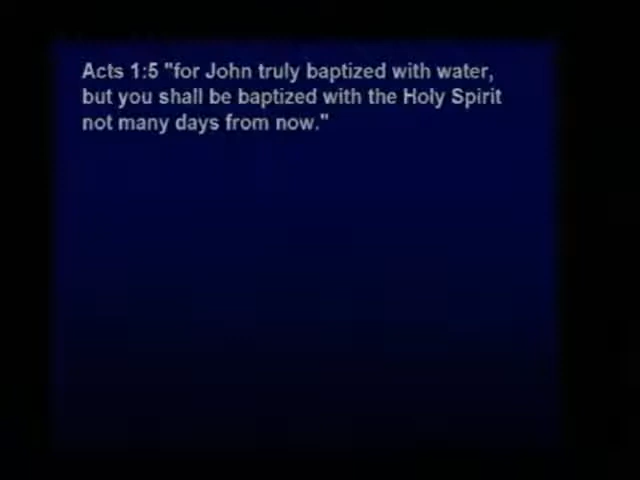 Acts 1:5 "for John truly baptized with water,
but you shall be baptized with the Holy Spirit
not many days from now."